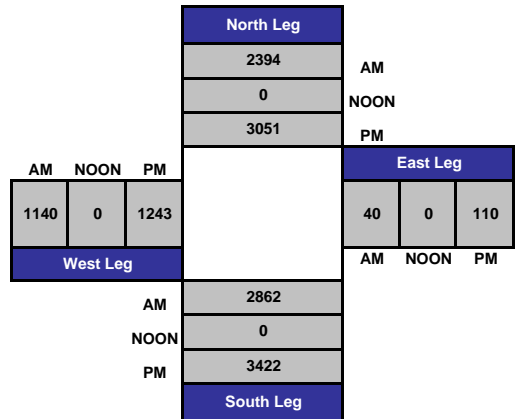 North Leg
2394 AM
0 NOON
3051 PM
AM NOON PM
East Leg
1140 0 1243
40 0 110
West Leg
AM NOON PM
AM 2862
NOON 0
PM 3422
South Leg